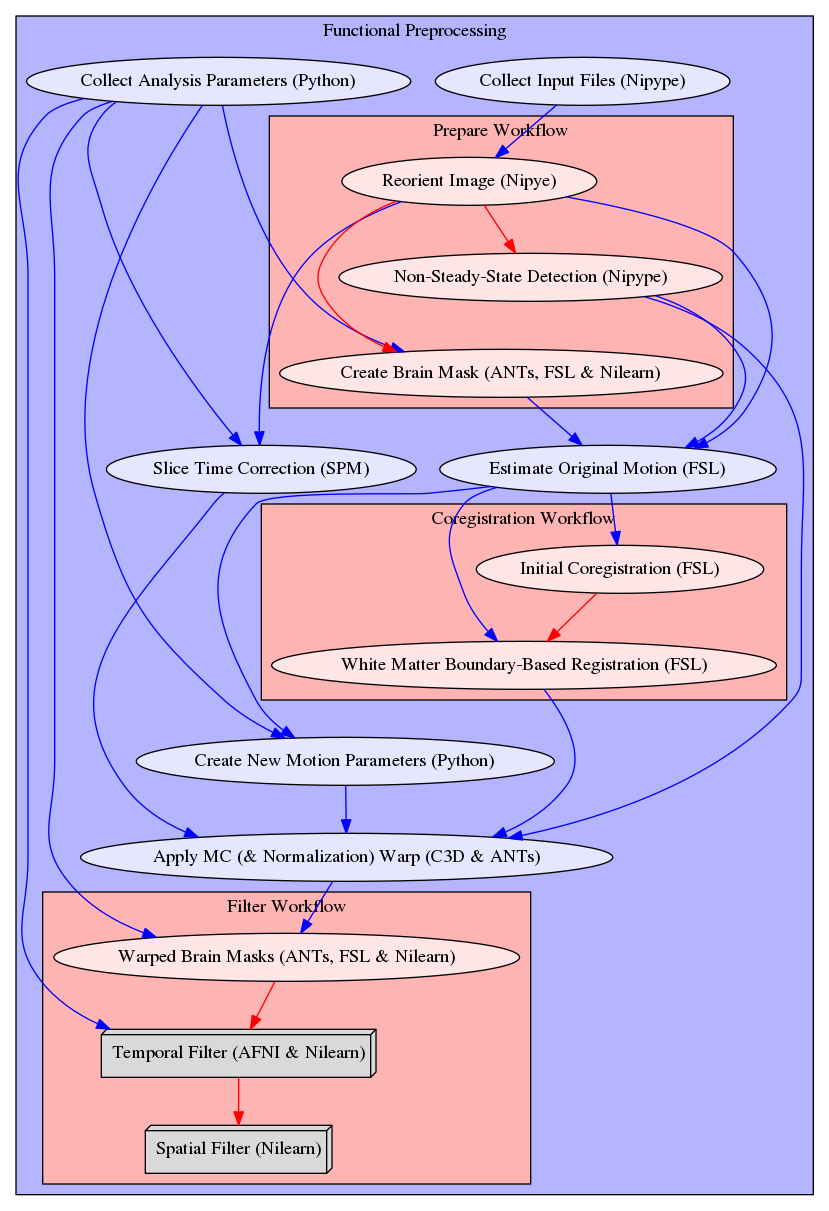 Functional Preprocessing
Collect Analysis Parameters (Python)
Collect Input Files (Nipype)
Prepare Workflow
Reorient Image (Nipye)
Non-Steady-State Detection (Nipype)
Create Brain Mask (ANTs, FSL & Nilearn)
Slice Time Correction (SPM)
Estimate Original Motion (FSL)
Coregistration Workflow
Initial Coregistration (FSL)
White Matter Boundary-Based Registration (FSL)
Create New Motion Parameters (Python)
Apply MC (& Normalization) Warp (C3D & ANTs)
Filter Workflow
Warped Brain Masks (ANTs, FSL & Nilearn)
Temporal Filter (AFNI & Nilearn)
Spatial Filter (Nilearn)